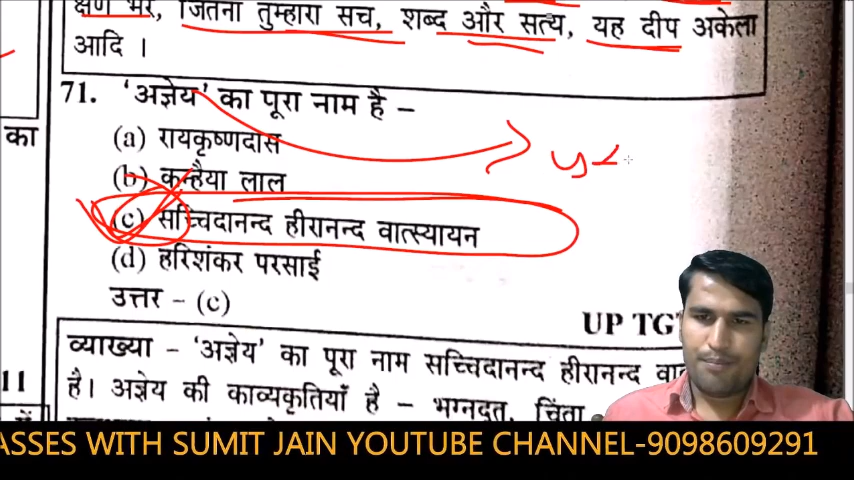 क्षण भर, जितना तुम्हारा सच, शब्द और सत्य, यह दीप अकेला
आदि ।
का
71. 'अज्ञेय' का पूरा नाम है –
(a) रायकृष्णदास
(b) कन्हैया लाल
(c) सच्चिदानन्द हीरानन्द वात्स्यायन
(d) हरिशंकर परसाई
उत्तर – (c)
UP TG
व्याख्या – 'अज्ञेय' का पूरा नाम सच्चिदानन्द हीरानन्द
11
है। अज्ञेय की काव्यकृतियाँ है – भग्नदूत, चिंता
ASSES WITH SUMIT JAIN YOUTUBE CHANNEL-9098609291